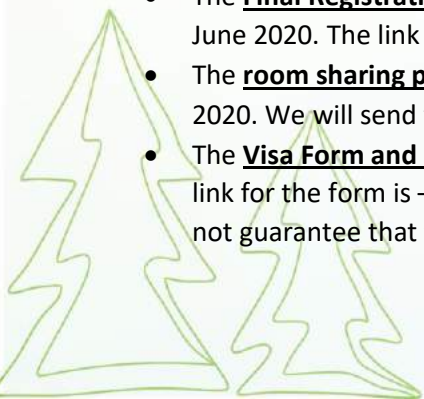 • The Final Registrati
June 2020. The link
• The room sharing p
2020. We will send
• The Visa Form and
link for the form is -
not guarantee that